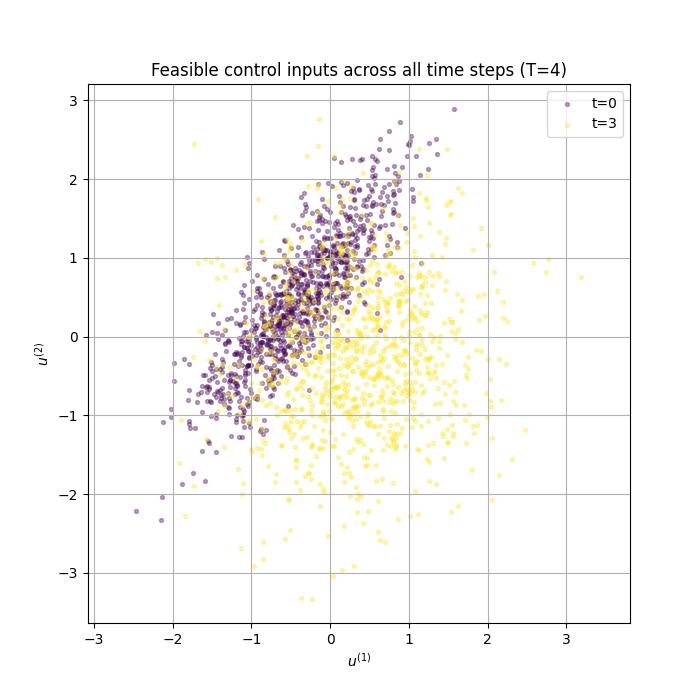 Feasible control inputs across all time steps (T=4)
t=0
t=3
3
2
1
0
−1
−2
−3
u^(2)
−3 −2 −1 0 1 2 3
u^(1)